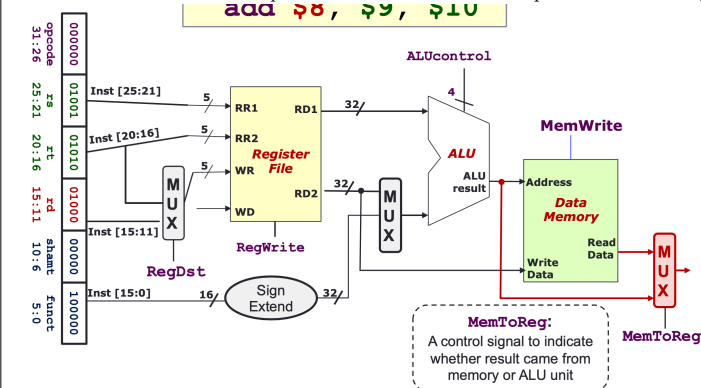 add $8, $9, $10
opcode
31:26
000000
rs
25:21
01001
rt
20:16
01010
rd
15:11
01000
shamt
10:6
00000
funct
5:0
100000
Inst [25:21]
Inst [20:16]
Inst [15:11]
Inst [15:0]
5
5
5
16
MUX
RegDst
RR1
RR2
WR
WD
RD1
RD2
Register
File
RegWrite
Sign
Extend
32
32
32
MUX
ALUcontrol
4
ALU
ALU
result
MemWrite
Address
Data
Memory
Read
Data
Write
Data
MUX
MemToReg
MemToReg:
A control signal to indicate
whether result came from
memory or ALU unit